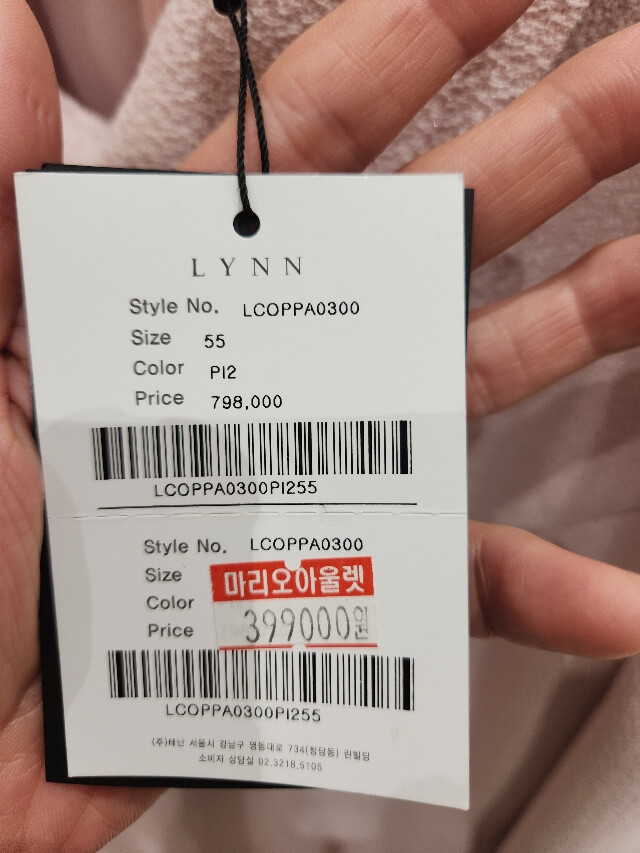 LYNN
Style No. LCOPPA0300
Size 55
Color PI2
Price 798,000
LCOPPA0300PI255
Style No. LCOPPA0300
Size
마리오아울렛
Color
Price 399000원
LCOPPA0300PI255
(주)테난 서울시 강남구 영동대로 734(청담동) 린빌딩
소비자 상담실 02.3218.5105